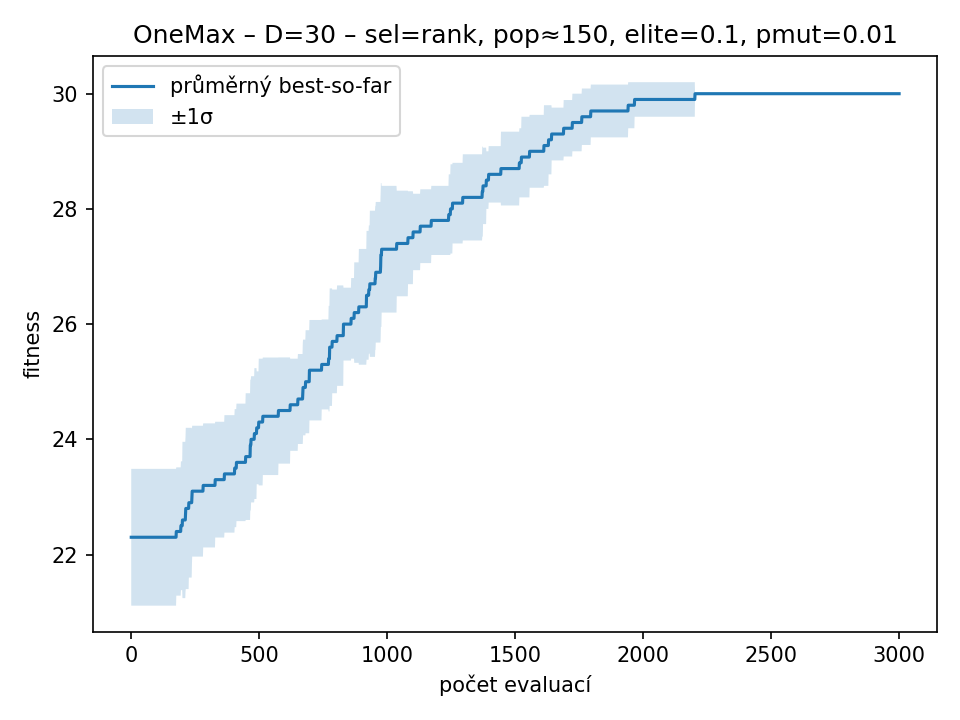 OneMax – D=30 – sel=rank, pop≈150, elite=0.1, pmut=0.01
průměrný best-so-far
±1σ
fitness
30
28
26
24
22
0 500 1000 1500 2000 2500 3000
počet evaluací